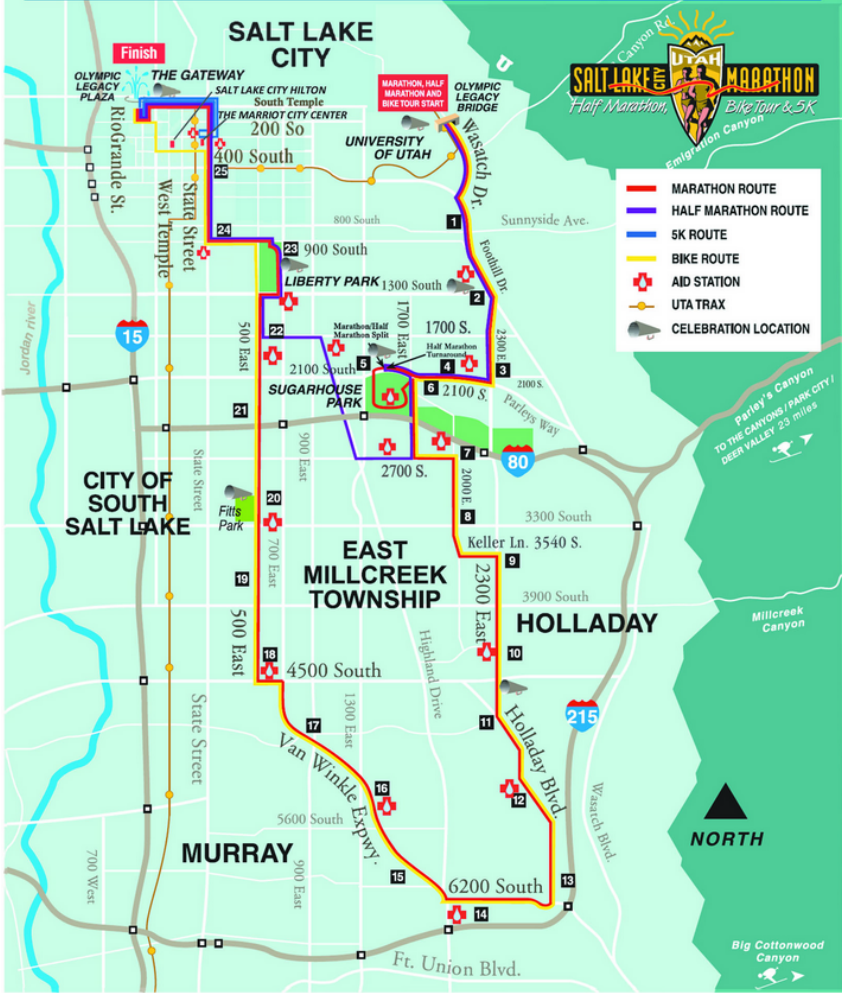 SALT LAKE
CITY
Finish
OLYMPIC
LEGACY
PLAZA
THE GATEWAY
SALT LAKE CITY HILTON
South Temple
THE MARRIOT CITY CENTER
200 So
400 South
RioGrande St.
West Temple
State Street
MARATHON, HALF
MARATHON AND
BIKE TOUR START
OLYMPIC
LEGACY
BRIDGE
UNIVERSITY
OF UTAH
Wasatch Dr.
U
Canyon Rd.
UTAH
SALT LAKE CITY MARATHON
Half Marathon, Bike Tour & 5K
Emigration Canyon
MARATHON ROUTE
HALF MARATHON ROUTE
5K ROUTE
BIKE ROUTE
AID STATION
UTA TRAX
CELEBRATION LOCATION
25
24
23
900 South
800 South
Sunnyside Ave.
1
Foothill Dr.
LIBERTY PARK
1300 South
2
Jordan river
15
500 East
22
Marathon/Half
Marathon Split
1700 East
1700 S.
Half Marathon
Turnaround
2300 E.
2100 South
5
4
3
6
2100 S.
2100 S.
SUGARHOUSE
PARK
Parleys Way
Parley's Canyon
TO THE CANYONS / PARK CITY /
DEER VALLEY 23 miles
21
900 East
2700 S.
7
80
2000 E.
8
CITY OF
SOUTH
SALT LAKE
State Street
Fitts
Park
20
700 East
3300 South
Keller Ln. 3540 S.
9
EAST
MILLCREEK
TOWNSHIP
2300 East
3900 South
19
HOLLADAY
Millcreek
Canyon
500 East
18
4500 South
10
Highland Drive
215
State Street
1300 East
17
11
Holladay Blvd.
Van Winkle Expwy.
16
12
Wasatch Blvd.
5600 South
NORTH
MURRAY
700 West
900 East
15
6200 South
13
14
Ft. Union Blvd.
Big Cottonwood
Canyon